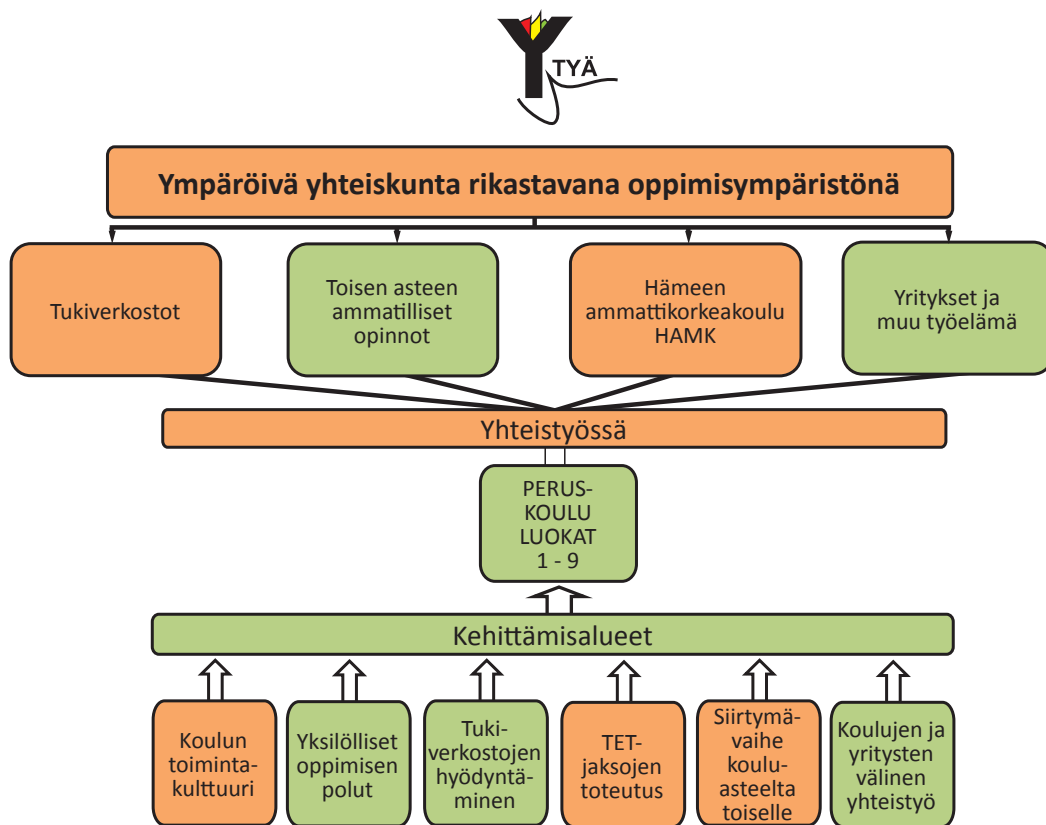 Y
TYÄ
Ympäröivä yhteiskunta rikastavana oppimisympäristönä
Tukiverkostot
Toisen asteen
ammatilliset
opinnot
Hämeen
ammattikorkeakoulu
HAMK
Yritykset ja
muu työelämä
Yhteistyössä
PERUS-
KOULU
LUOKAT
1 - 9
Kehittämisalueet
Koulun
toiminta-
kulttuuri
Yksilölliset
oppimisen
polut
Tuki-
verkostojen
hyödyntä-
minen
TET-
jaksojen
toteutus
Siirtymä-
vaihe
koulu-
asteelta
toiselle
Koulujen ja
yritysten
välinen
yhteistyö